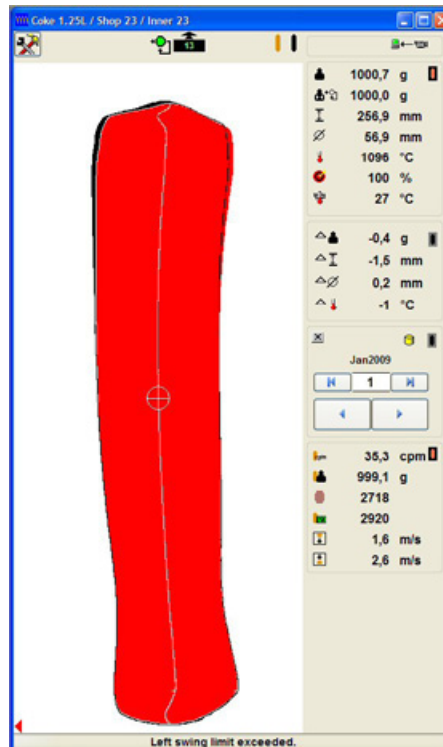 Coke 1.25L / Shop 23 / Inner 23
13
1000,7 g
1000,0 g
256,9 mm
56,9 mm
1096 °C
100 %
27 °C
-0,4 g
-1,5 mm
0,2 mm
-1 °C
Jan2009
1
35,3 cpm
999,1 g
2718
2920
1,6 m/s
2,6 m/s
Left swing limit exceeded.